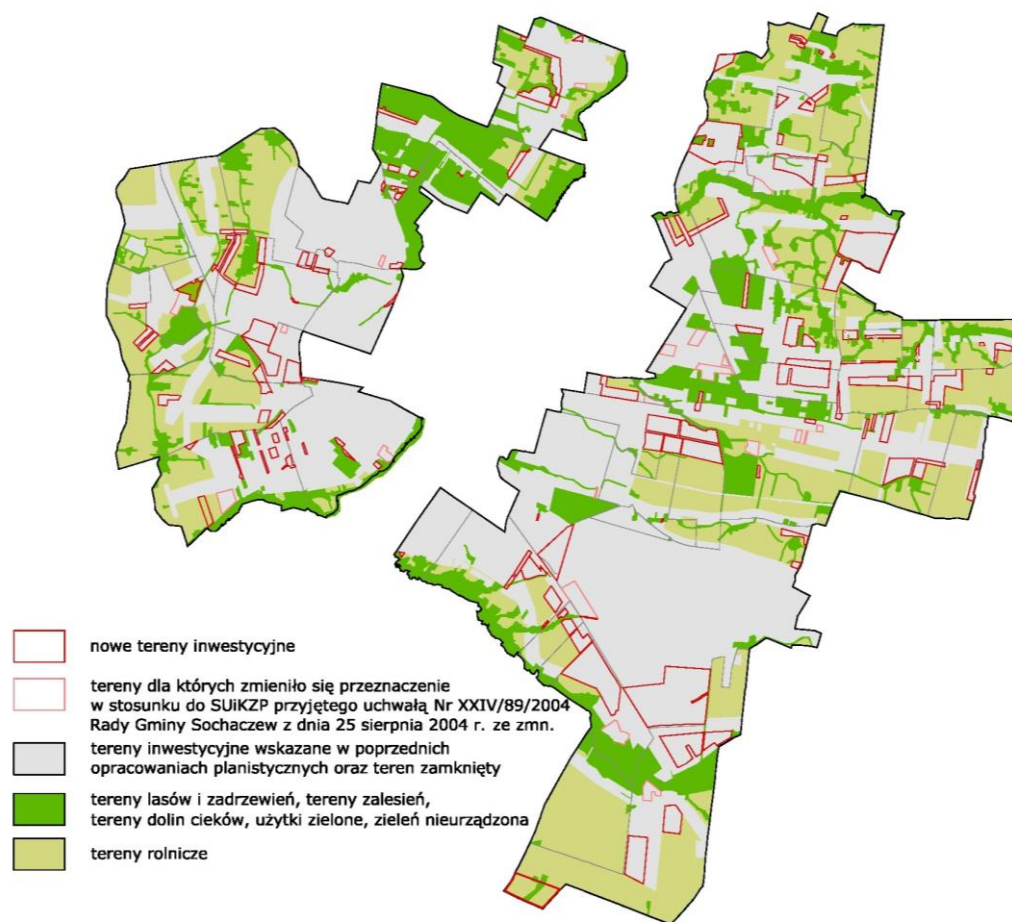 nowe tereny inwestycyjne
tereny dla których zmieniło się przeznaczenie
w stosunku do SUiKZP przyjętego uchwałą Nr XXIV/89/2004
Rady Gminy Sochaczew z dnia 25 sierpnia 2004 r. ze zmn.
tereny inwestycyjne wskazane w poprzednich
opracowaniach planistycznych oraz teren zamknięty
tereny lasów i zadrzewień, tereny zalesień,
tereny dolin cieków, użytki zielone, zieleń nieurządzona
tereny rolnicze